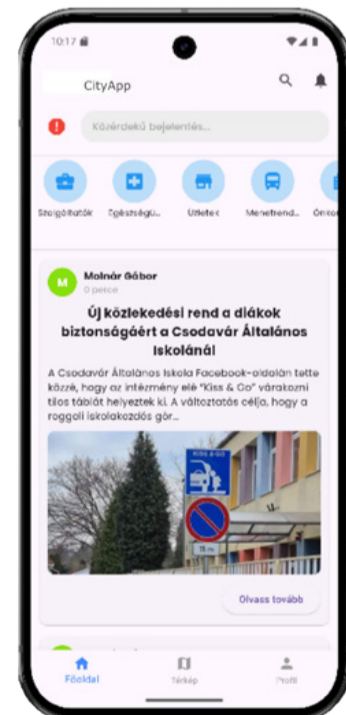 10:17
CityApp
Közérdekű bejelentés...
Szolgáltatók Egészségü... Üzletek Menetrend... Önkor
M Molnár Gábor
0 perce
Új közlekedési rend a diákok
biztonságáért a Csodavár Általános
Iskolánál
A Csodavár Általános Iskola Facebook-oldalán tette
közzé, hogy az intézmény elé "Kiss & Go" várakozni
tilos táblát helyeztek ki. A változtatás célja, hogy a
reggeli iskolakezdés gör...
KISS & GO
Olvass tovább
Főoldal Térkép Profil